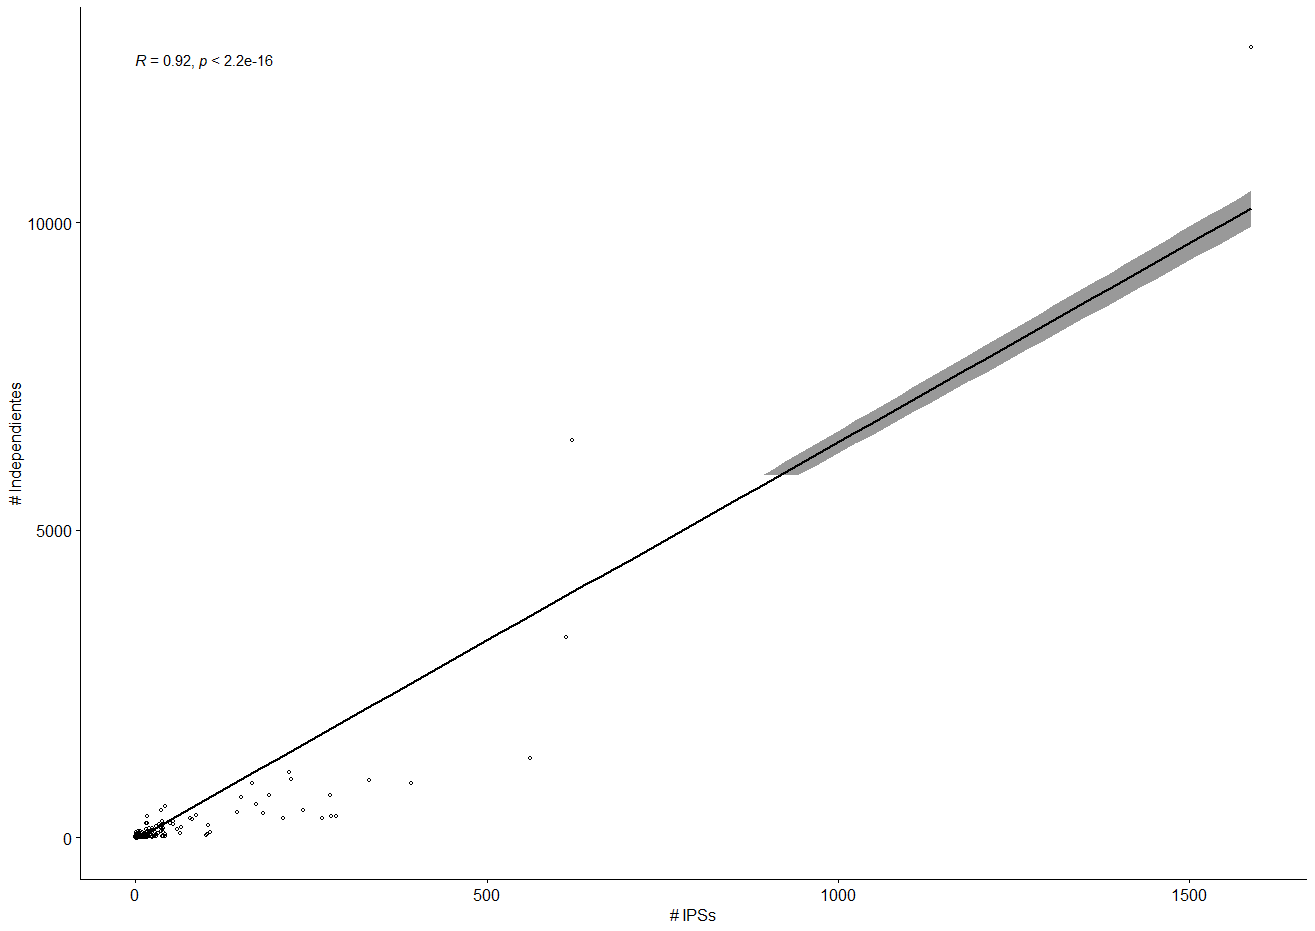 R = 0.92, p < 2.2e-16
10000
5000
0
# Independientes
0
500
1000
1500
# IPSs